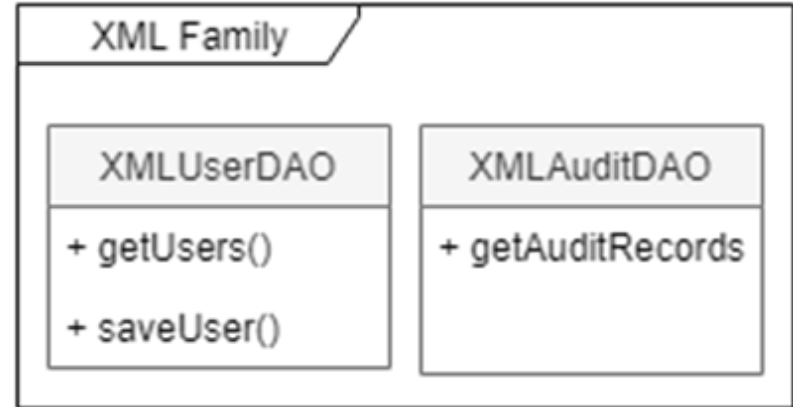 XML Family
XMLUserDAO
+ getUsers()
+ saveUser()
XMLAuditDAO
+ getAuditRecords